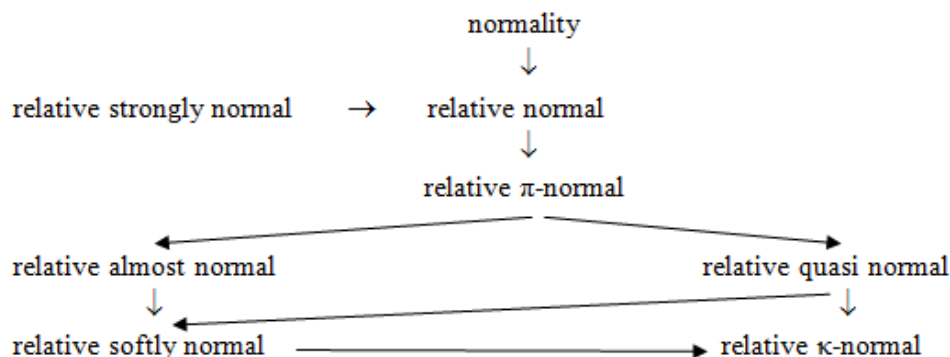 normality
↓
relative strongly normal → relative normal
↓
relative π-normal
relative almost normal relative quasi normal
↓ ↓
relative softly normal relative κ-normal